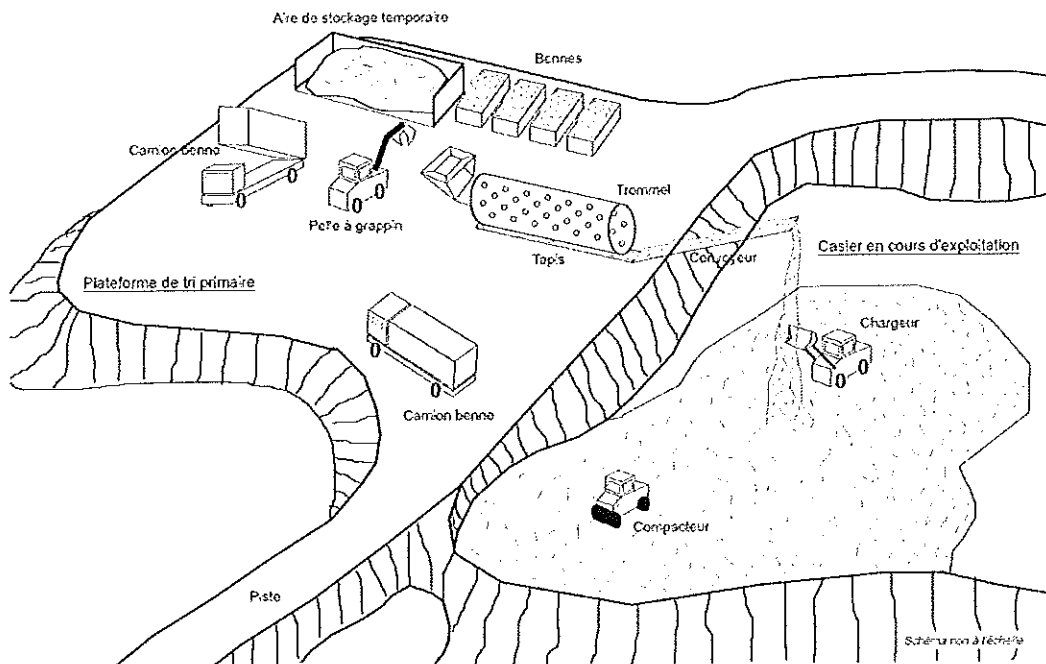 Aire de stockage temporaire
Bennes
Camion benne
Pelle à grappin
Trommel
Tapis
Convoyeur
Casier en cours d'exploitation
Plateforme de tri primaire
Chargeur
Camion benne
Compacteur
Piste
Schéma non à l'échelle